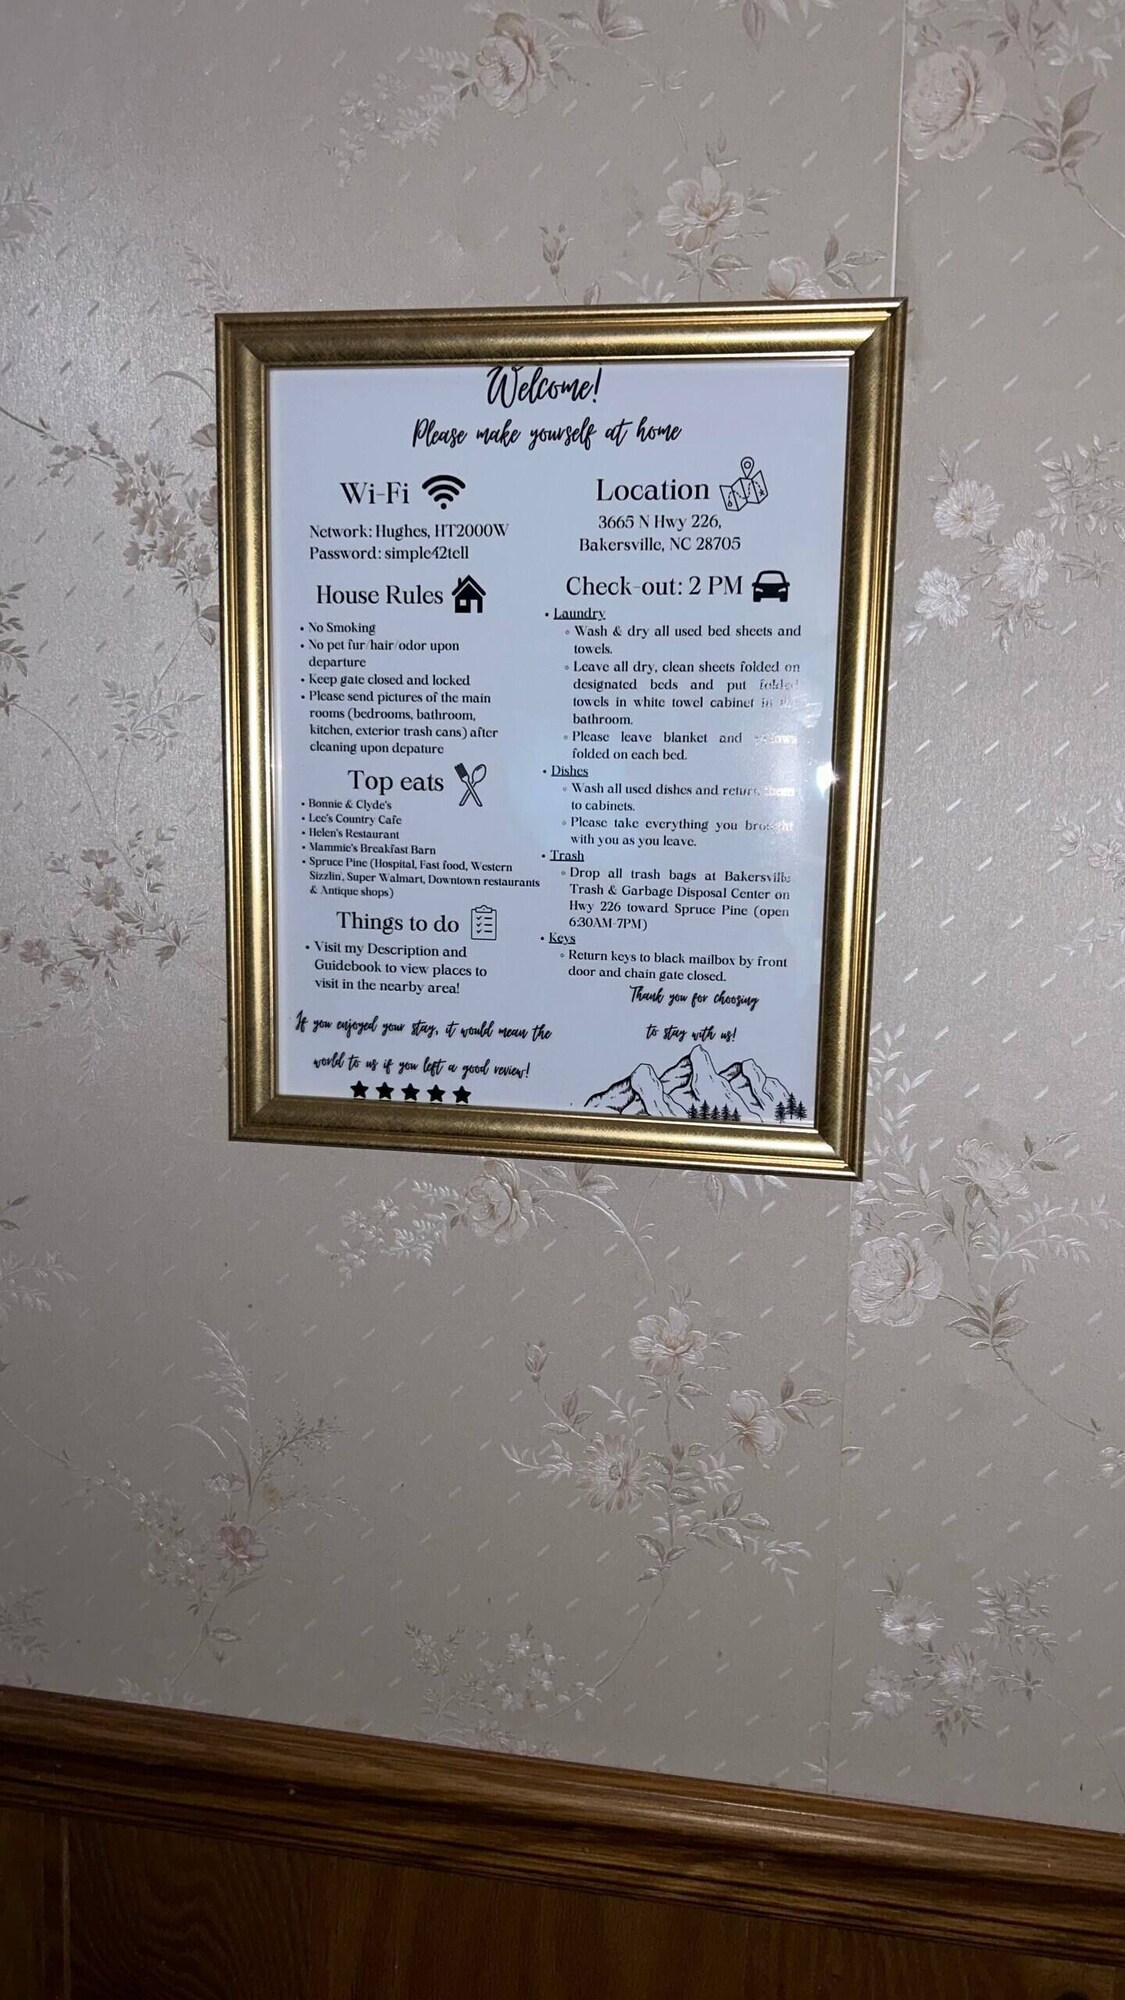 Welcome!
Please make yourself at home
Wi-Fi
Network: Hughes, HT2000W
Password: simple42tell
House Rules
• No Smoking
• No pet fur/hair/odor upon
departure
• Keep gate closed and locked
• Please send pictures of the main
rooms (bedrooms, bathroom,
kitchen, exterior trash cans) after
cleaning upon depature
Top eats
• Bonnie & Clyde's
• Lee's Country Cafe
• Helen's Restaurant
• Mammie's Breakfast Barn
• Spruce Pine (Hospital, Fast food, Western
Sizzlin', Super Walmart, Downtown restaurants
& Antique shops)
Things to do
• Visit my Description and
Guidebook to view places to
visit in the nearby area!
If you enjoyed your stay, it would mean the
world to us if you left a good review!
Location
3665 N Hwy 226,
Bakersville, NC 28705
Check-out: 2 PM
• Laundry
◦ Wash & dry all used bed sheets and
towels.
◦ Leave all dry, clean sheets folded on
designated beds and put folded
towels in white towel cabinet in the
bathroom.
◦ Please leave blanket and pillows
folded on each bed.
• Dishes
◦ Wash all used dishes and return them
to cabinets.
◦ Please take everything you brought
with you as you leave.
• Trash
◦ Drop all trash bags at Bakersville
Trash & Garbage Disposal Center on
Hwy 226 toward Spruce Pine (open
6:30AM-7PM)
• Keys
◦ Return keys to black mailbox by front
door and chain gate closed.
Thank you for choosing
to stay with us!